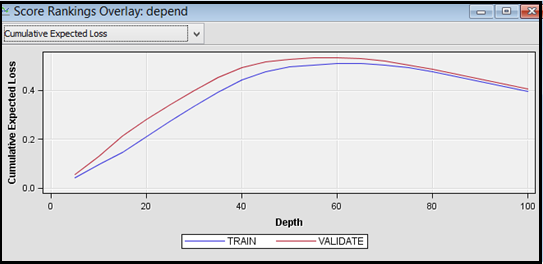 Score Rankings Overlay: depend
Cumulative Expected Loss
Cumulative Expected Loss
0.4
0.2
0.0
0 20 40 60 80 100
Depth
TRAIN VALIDATE